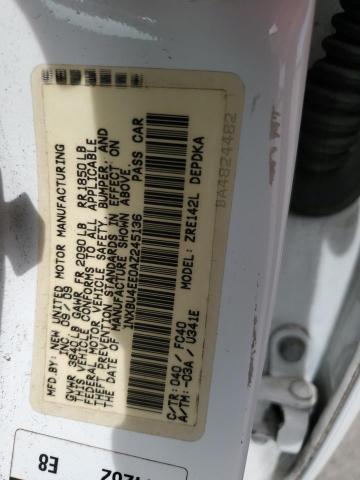 MFD. BY: NEW UNITED MOTOR MANUFACTURING
INC. 09/09
GVWR 3840LB GAWR FR 2090LB RR 1850LB
THIS VEHICLE CONFORMS TO ALL APPLICABLE
FEDERAL MOTOR VEHICLE SAFETY, BUMPER, AND
THEFT PREVENTION STANDARDS IN EFFECT ON
THE DATE OF MANUFACTURE SHOWN ABOVE
1NXBU4EEDAZ245136 PASS CAR
C/TR: 040 / FC40 MODEL: ZRE142L DEPDKA
A/TM: -03A / U341E
BA4824482
E8